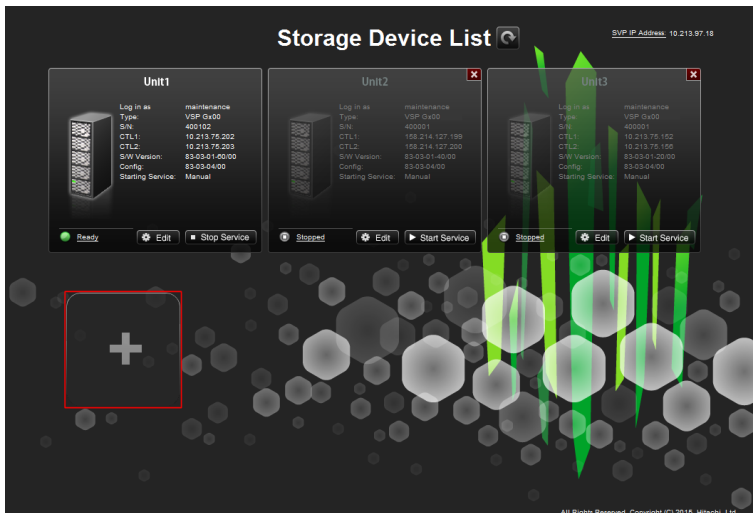 Storage Device List
SVP IP Address: 10.213.97.18
Unit1
Log in as maintenance
Type: VSP Gx00
S/N: 400102
CTL1: 10.213.75.202
CTL2: 10.213.75.203
S/W Version: 83-03-01-60/00
Config: 83-03-04/00
Starting Service: Manual
Ready Edit Stop Service
Unit2
Log in as maintenance
Type: VSP Gx00
S/N: 400001
CTL1: 158.214.127.199
CTL2: 158.214.127.200
S/W Version: 83-03-01-40/00
Config: 83-03-04/00
Starting Service: Manual
Stopped Edit Start Service
Unit3
Log in as maintenance
Type: VSP Gx00
S/N: 400001
CTL1: 10.213.75.152
CTL2: 10.213.75.156
S/W Version: 83-03-01-20/00
Config: 83-03-04/00
Starting Service: Manual
Stopped Edit Start Service
All Rights Reserved. Copyright (C) 2015, Hitachi, Ltd.